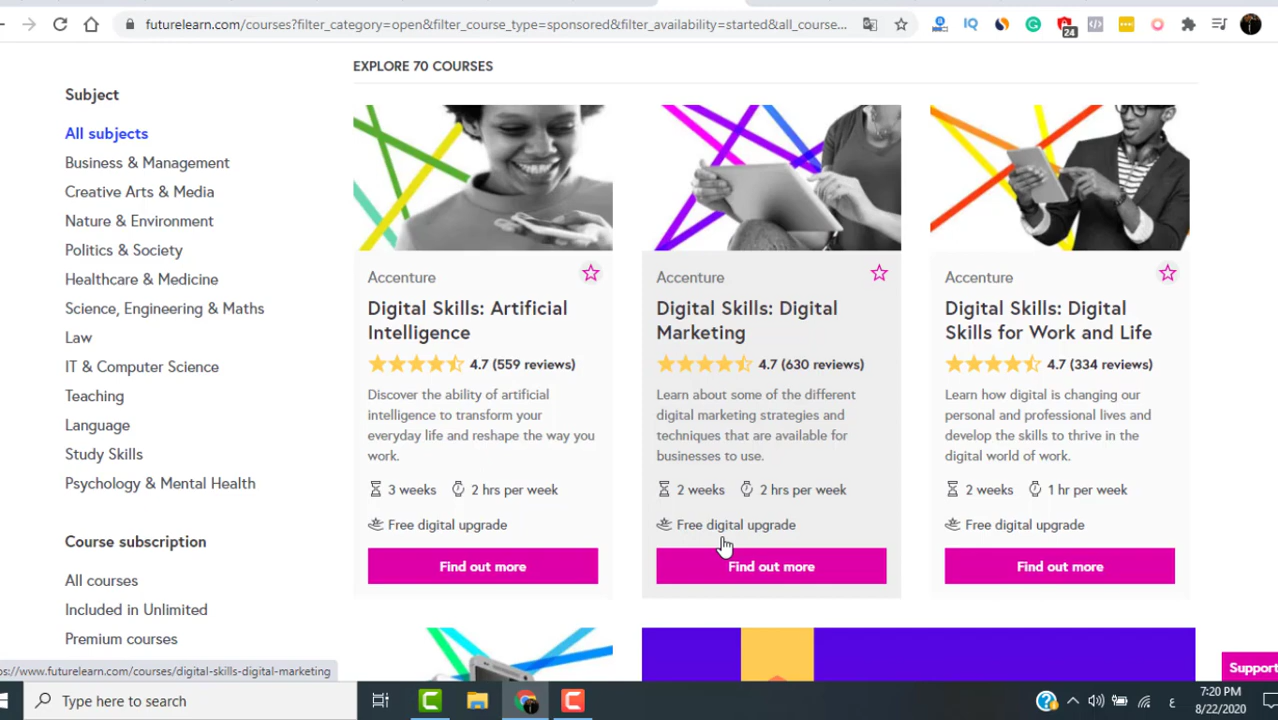 futurelearn.com/courses?filter_category=open&filter_course_type=sponsored&filter_availability=started&all_course...
24
EXPLORE 70 COURSES
Subject
All subjects
Business & Management
Creative Arts & Media
Nature & Environment
Politics & Society
Healthcare & Medicine
Science, Engineering & Maths
Law
IT & Computer Science
Teaching
Language
Study Skills
Psychology & Mental Health
Course subscription
All courses
Included in Unlimited
Premium courses
Accenture
Digital Skills: Artificial
Intelligence
4.7 (559 reviews)
Discover the ability of artificial
intelligence to transform your
everyday life and reshape the way you
work.
3 weeks 2 hrs per week
Free digital upgrade
Find out more
Accenture
Digital Skills: Digital
Marketing
4.7 (630 reviews)
Learn about some of the different
digital marketing strategies and
techniques that are available for
businesses to use.
2 weeks 2 hrs per week
Free digital upgrade
Find out more
Accenture
Digital Skills: Digital
Skills for Work and Life
4.7 (334 reviews)
Learn how digital is changing our
personal and professional lives and
develop the skills to thrive in the
digital world of work.
2 weeks 1 hr per week
Free digital upgrade
Find out more
Support
ps://www.futurelearn.com/courses/digital-skills-digital-marketing
Type here to search
ع
7:20 PM
8/22/2020